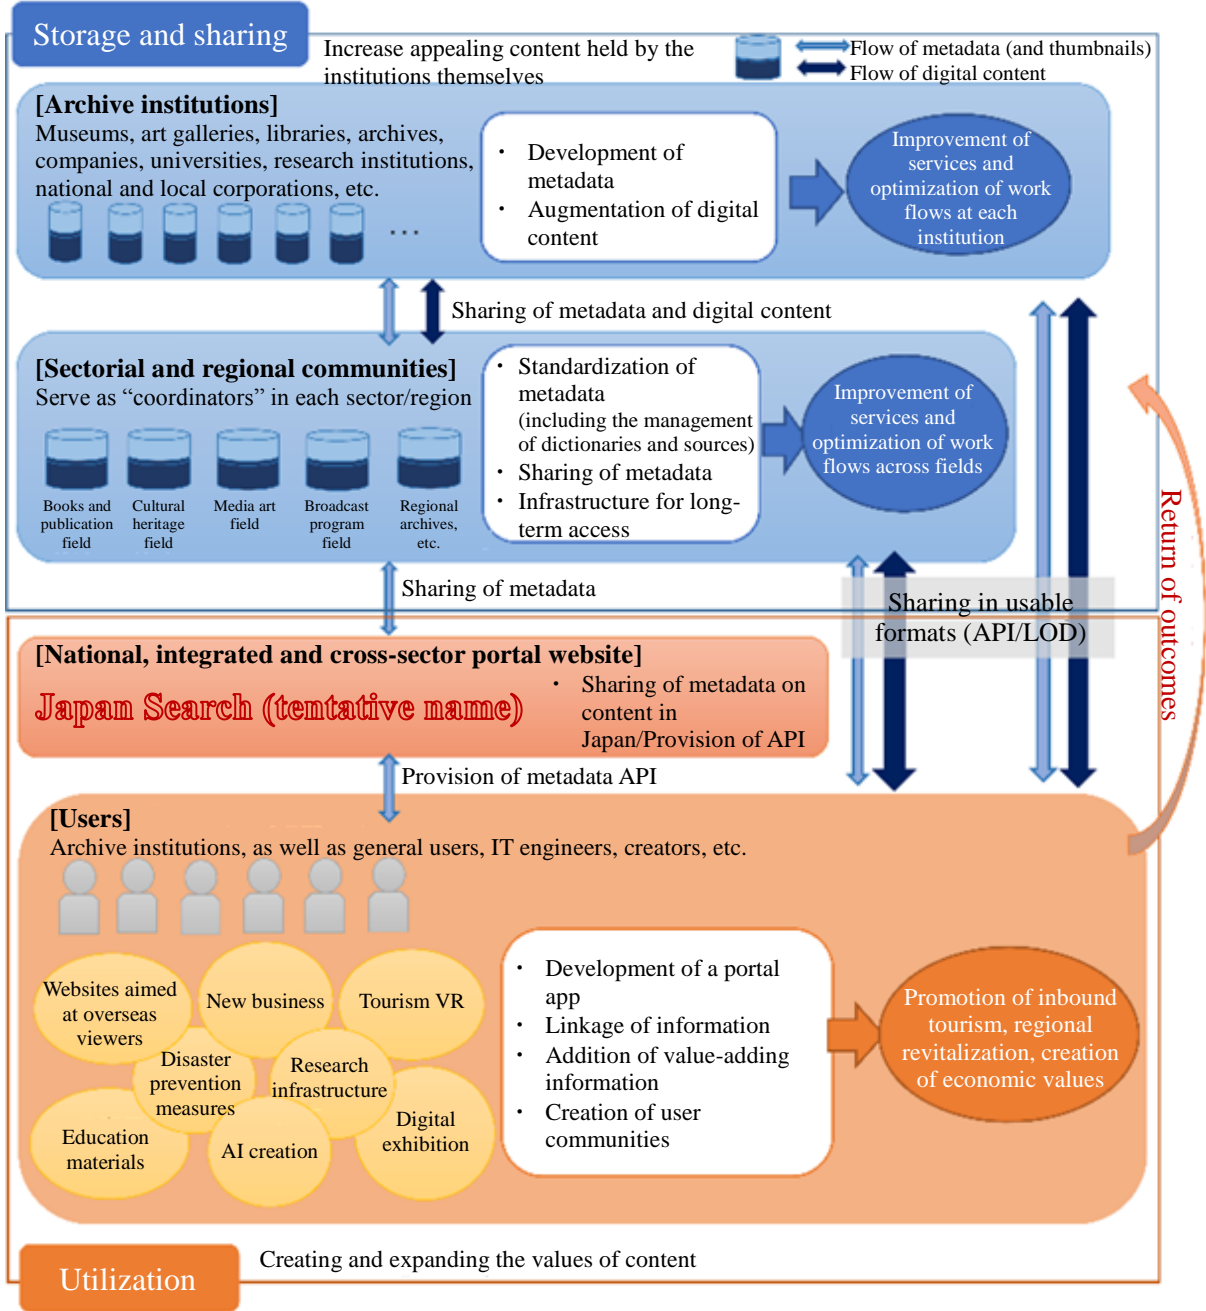 Storage and sharing
Increase appealing content held by the
institutions themselves
Flow of metadata (and thumbnails)
Flow of digital content
[Archive institutions]
Museums, art galleries, libraries, archives,
companies, universities, research institutions,
national and local corporations, etc.
…
・ Development of
metadata
・ Augmentation of digital
content
Improvement of
services and
optimization of work
flows at each
institution
Sharing of metadata and digital content
[Sectorial and regional communities]
Serve as “coordinators” in each sector/region
Books and
publication
field
Cultural
heritage
field
Media art
field
Broadcast
program
field
Regional
archives,
etc.
・ Standardization of
metadata
(including the management
of dictionaries and sources)
・ Sharing of metadata
・ Infrastructure for long-
term access
Improvement of
services and
optimization of work
flows across fields
Sharing of metadata
Sharing in usable
formats (API/LOD)
Return of outcomes
[National, integrated and cross-sector portal website]
Japan Search (tentative name)
・ Sharing of metadata on
content in
Japan/Provision of API
Provision of metadata API
[Users]
Archive institutions, as well as general users, IT engineers, creators, etc.
Websites aimed
at overseas
viewers
New business
Tourism VR
Disaster
prevention
measures
Research
infrastructure
Education
materials
AI creation
Digital
exhibition
・ Development of a portal
app
・ Linkage of information
・ Addition of value-adding
information
・ Creation of user
communities
Promotion of inbound
tourism, regional
revitalization, creation
of economic values
Utilization
Creating and expanding the values of content